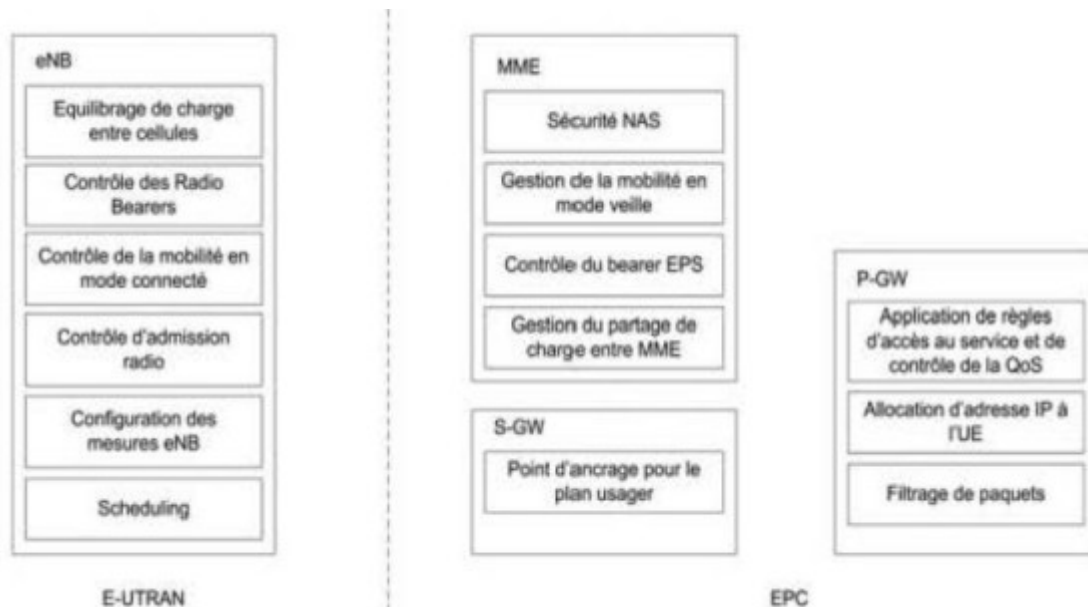 eNB
Equilibrage de charge
entre cellules
Contrôle des Radio
Bearers
Contrôle de la mobilité en
mode connecté
Contrôle d'admission
radio
Configuration des
mesures eNB
Scheduling
E-UTRAN
MME
Sécurité NAS
Gestion de la mobilité en
mode veille
Contrôle du bearer EPS
Gestion du partage de
charge entre MME
S-GW
Point d'ancrage pour le
plan usager
P-GW
Application de règles
d'accès au service et de
contrôle de la QoS
Allocation d'adresse IP à
l'UE
Filtrage de paquets
EPC